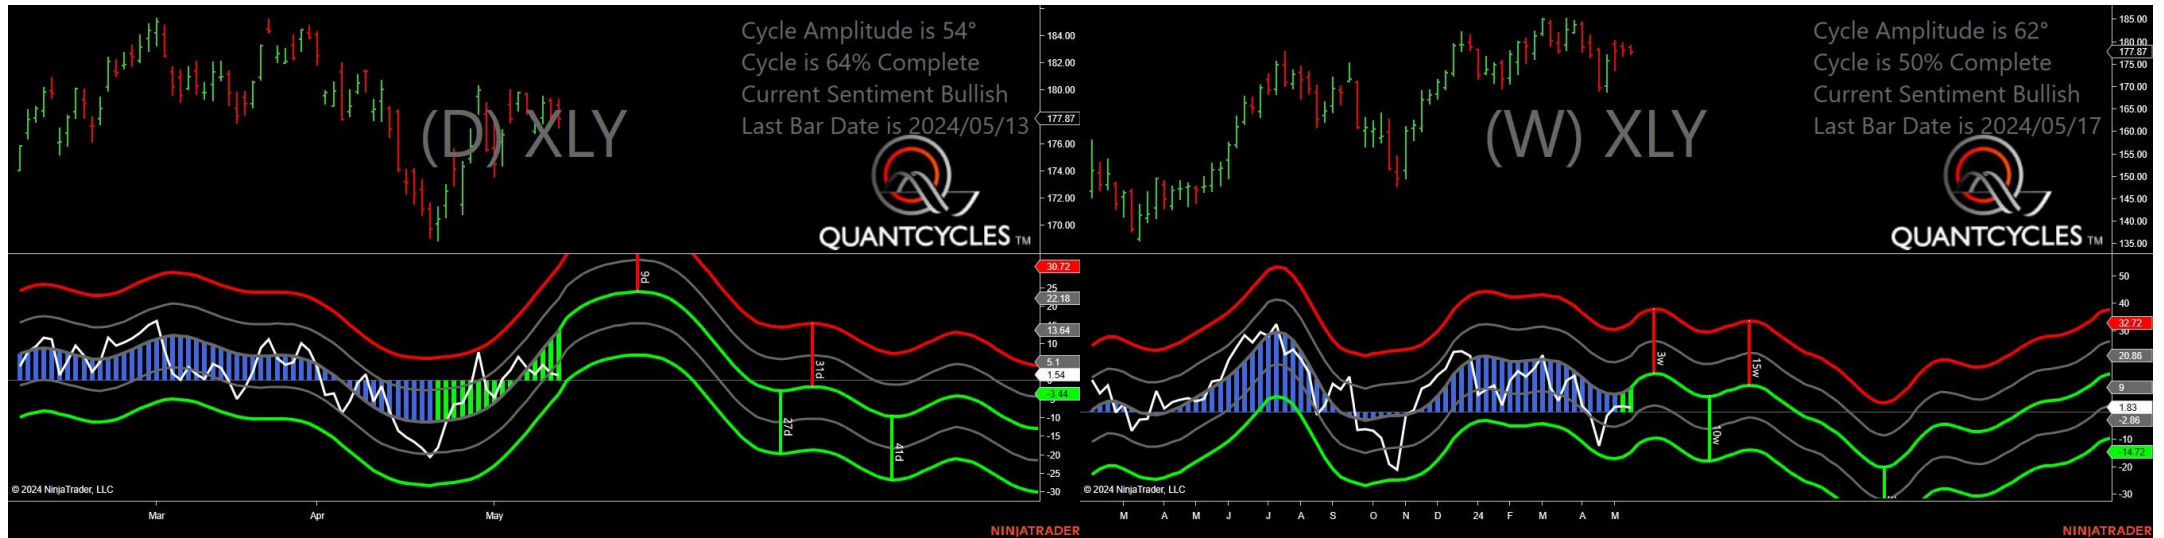 Cycle Amplitude is 54°
Cycle is 64% Complete
Current Sentiment Bullish
Last Bar Date is 2024/05/13
(D) XLY
QUANTCYCLES TM
184.00
182.00
180.00
177.87
176.00
174.00
172.00
170.00
30.72
25
22.18
20
13.64
10
5.1
1.54
-3.44
-10
-15
-20
-25
-30
9d
31d
27d
41d
© 2024 NinjaTrader, LLC
Mar Apr May
NINJATRADER
Cycle Amplitude is 62°
Cycle is 50% Complete
Current Sentiment Bullish
Last Bar Date is 2024/05/17
(W) XLY
QUANTCYCLES TM
185.00
180.00
177.87
175.00
170.00
165.00
160.00
155.00
150.00
145.00
140.00
135.00
50
40
32.72
30
20.86
9
1.83
-2.86
-10
-14.72
-20
-30
3w
15w
10w
© 2024 NinjaTrader, LLC
M A M J J A S O N D 24 F M A M
NINJATRADER